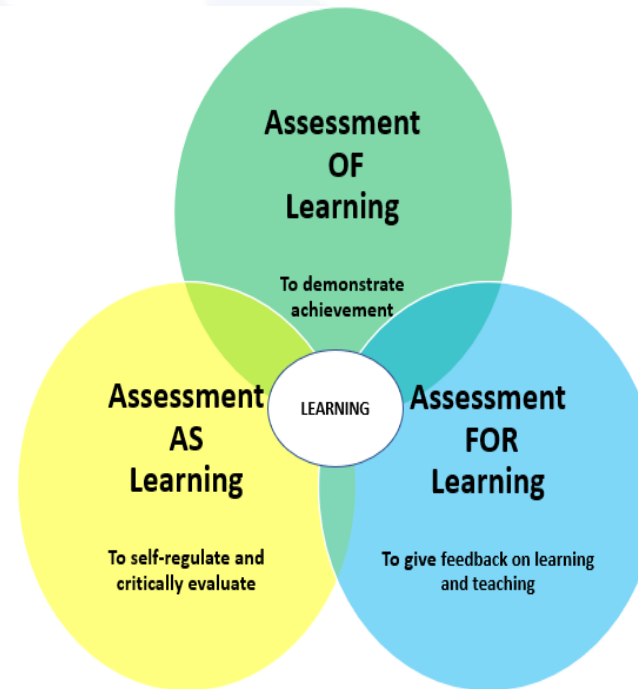 Assessment
OF
Learning
To demonstrate
achievement
LEARNING
Assessment
AS
Learning
To self-regulate and
critically evaluate
Assessment
FOR
Learning
To give feedback on learning
and teaching